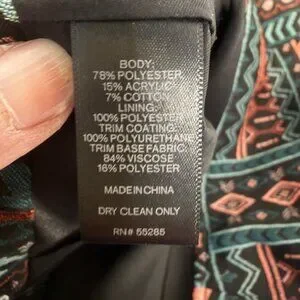 BODY:
78% POLYESTER
15% ACRYLIC
7% COTTON
LINING:
100% POLYESTER
TRIM COATING:
100% POLYURETHANE
TRIM BASE FABRIC:
84% VISCOSE
16% POLYESTER
MADE IN CHINA
DRY CLEAN ONLY
RN# 55285